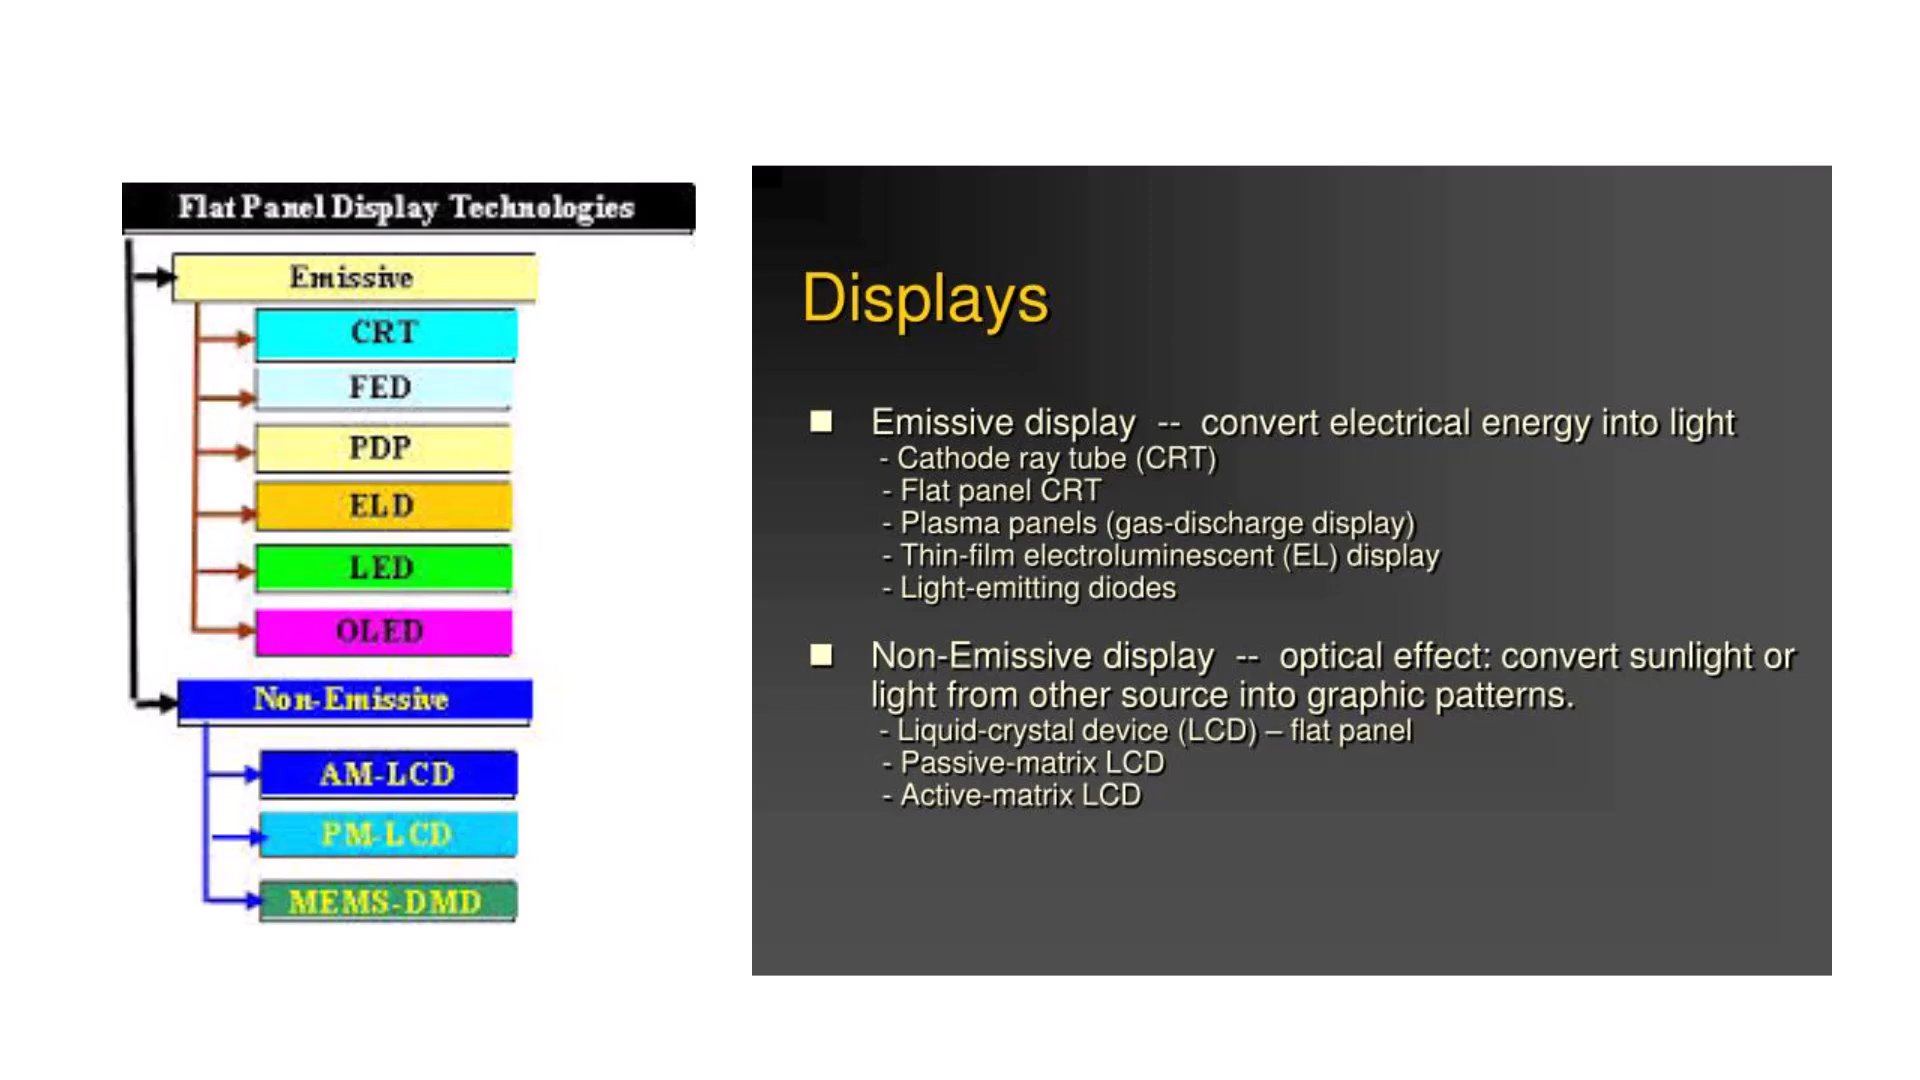 Flat Panel Display Technologies
Emissive
CRT
FED
PDP
ELD
LED
OLED
Non-Emissive
AM-LCD
PM-LCD
MEMS-DMD
Displays
Emissive display -- convert electrical energy into light
- Cathode ray tube (CRT)
- Flat panel CRT
- Plasma panels (gas-discharge display)
- Thin-film electroluminescent (EL) display
- Light-emitting diodes
Non-Emissive display -- optical effect: convert sunlight or
light from other source into graphic patterns.
- Liquid-crystal device (LCD) – flat panel
- Passive-matrix LCD
- Active-matrix LCD